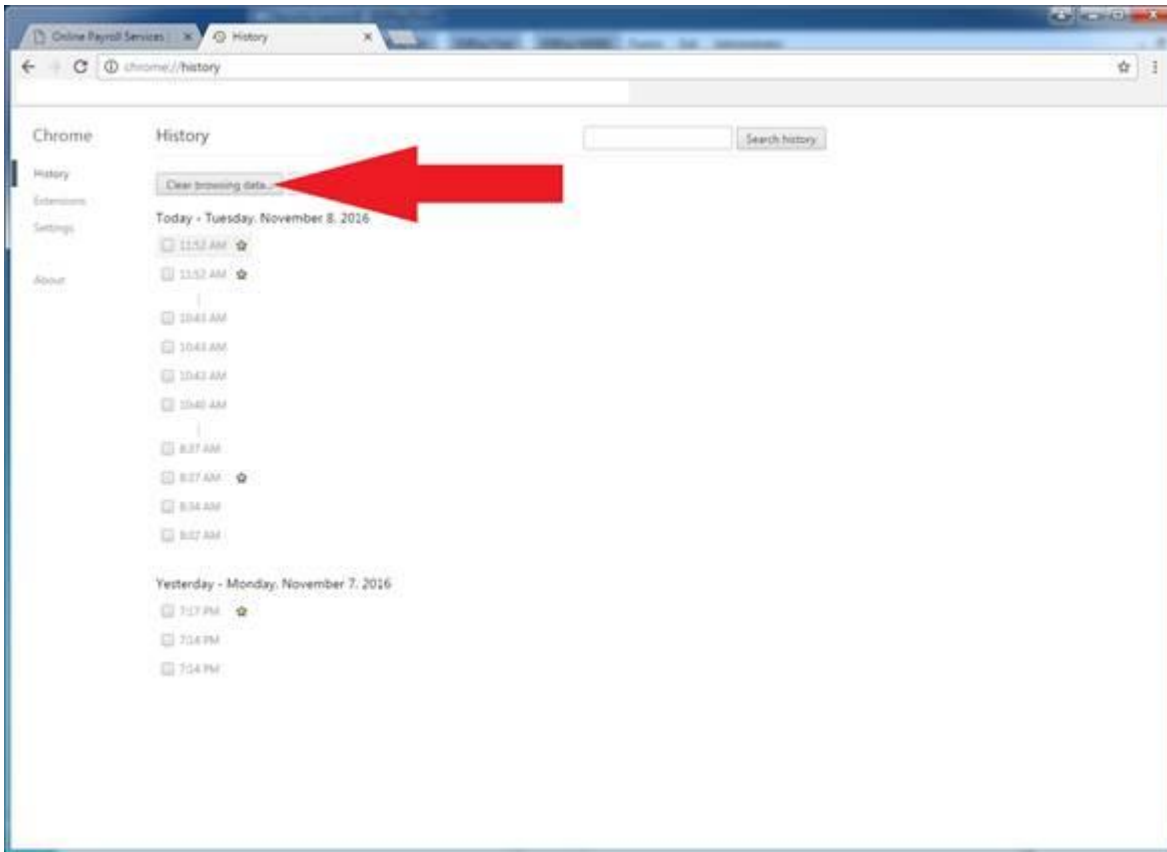 Online Payroll Services
History
chrome://history
Chrome
History
Search history
History
Clear browsing data...
Extensions
Today - Tuesday, November 8, 2016
Settings
11:52 AM
11:52 AM
About
10:43 AM
10:43 AM
10:43 AM
10:40 AM
8:37 AM
8:37 AM
8:34 AM
Yesterday - Monday, November 7, 2016
7:17 PM
7:14 PM
7:14 PM